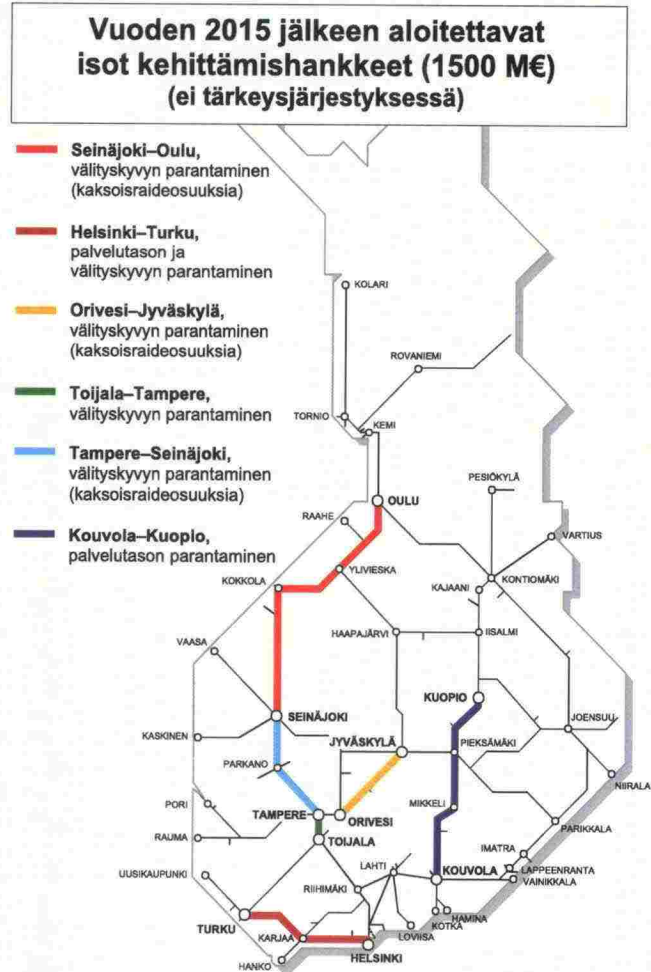 Vuoden 2015 jälkeen aloitettavat
isot kehittämishankkeet (1500 M€)
(ei tärkeysjärjestyksessä)
Seinäjoki–Oulu,
välityskyvyn parantaminen
(kaksoisraideosuuksia)
Helsinki–Turku,
palvelutason ja
välityskyvyn parantaminen
Orivesi–Jyväskylä,
välityskyvyn parantaminen
(kaksoisraideosuuksia)
Toijala–Tampere,
välityskyvyn parantaminen
Tampere–Seinäjoki,
välityskyvyn parantaminen
(kaksoisraideosuuksia)
Kouvola–Kuopio,
palvelutason parantaminen
KOLARI
ROVANIEMI
TORNIO
KEMI
OULU
PESIÖKYLÄ
RAAHE
VARTIUS
YLIVIESKA
KONTIOMÄKI
KOKKOLA
KAJAANI
HAAPAJÄRVI
IISALMI
VAASA
KUOPIO
SEINÄJOKI
JOENSUU
KASKINEN
JYVÄSKYLÄ
PIEKSÄMÄKI
PARKANO
NIIRALA
PORI
MIKKELI
TAMPERE
ORIVESI
PARIKKALA
RAUMA
TOIJALA
IMATRA
UUSIKAUPUNKI
LAHTI
KOUVOLA
LAPPEENRANTA
VAINIKKALA
RIIHIMÄKI
HAMINA
TURKU
KOTKA
LOVIISA
KARJAA
HELSINKI
HANKO